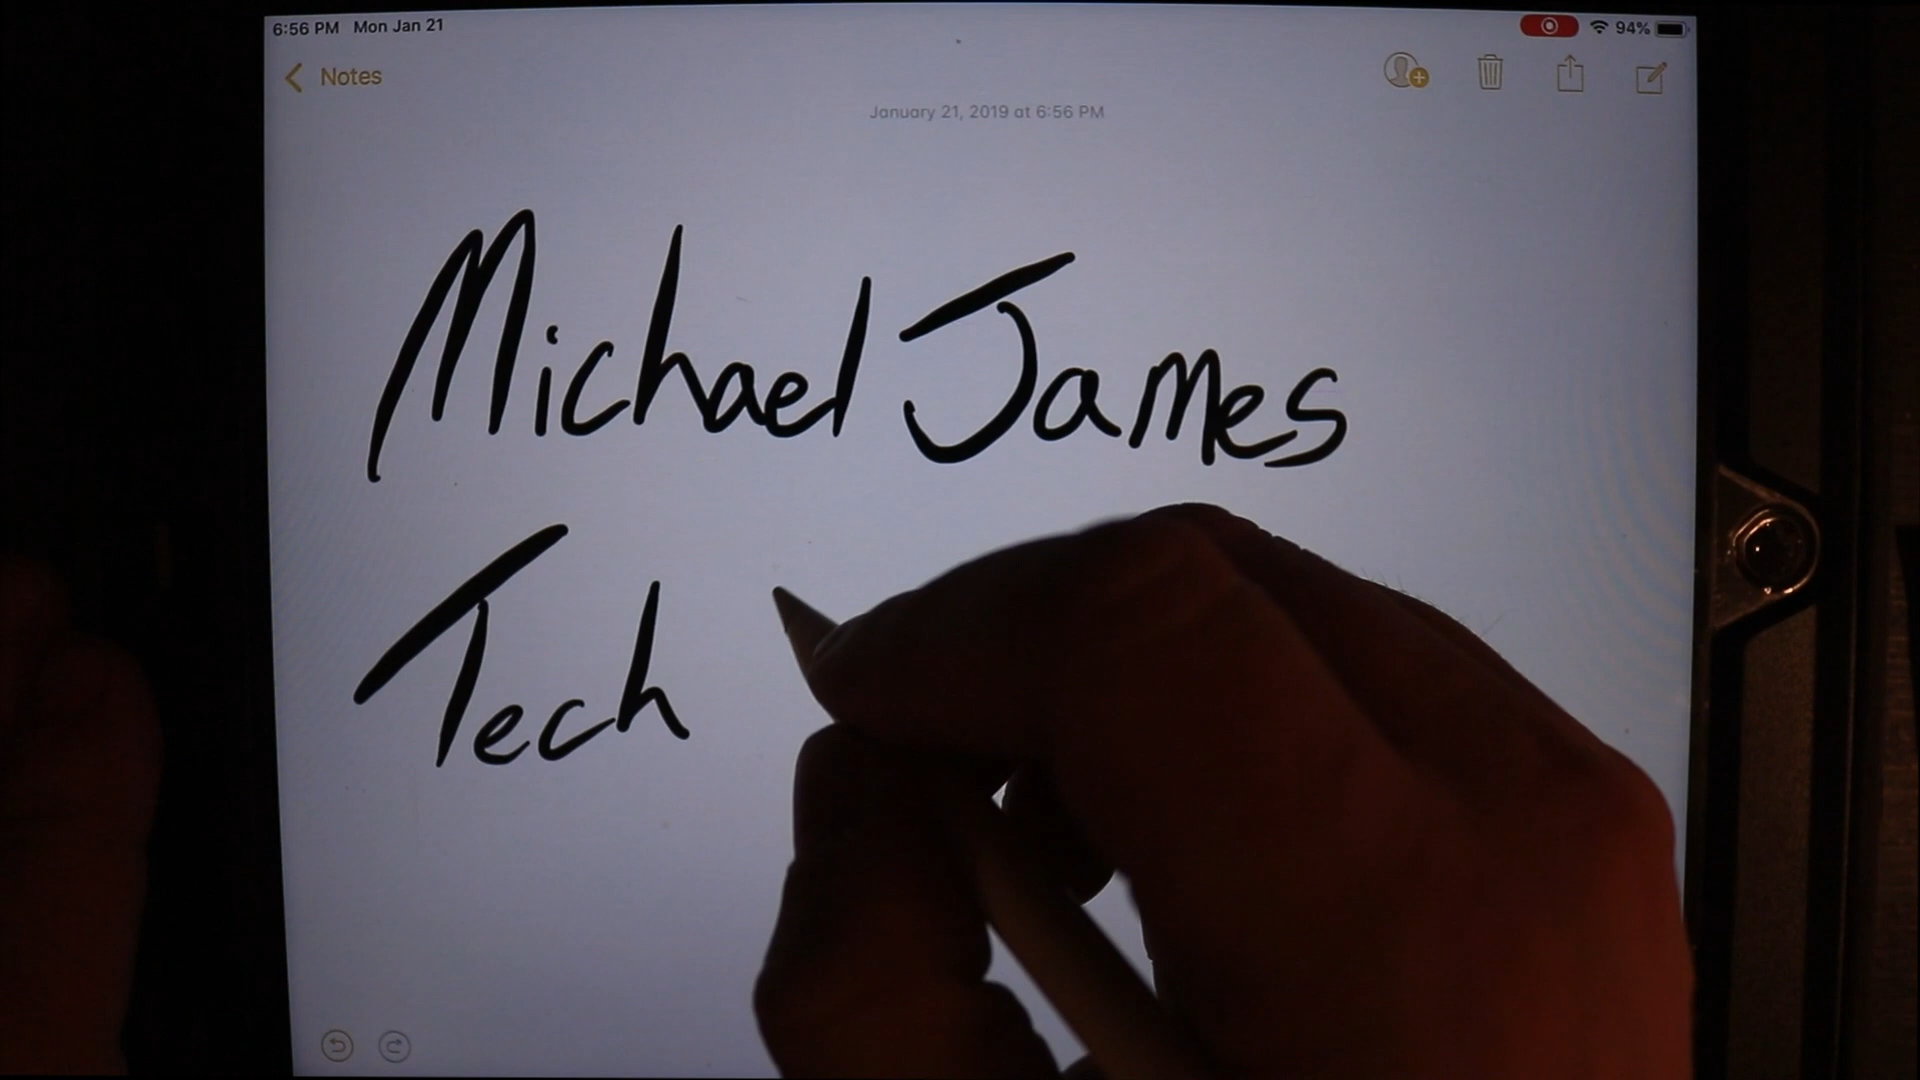 6:56 PM Mon Jan 21 94%
Notes
January 21, 2019 at 6:56 PM
Michael James
Tech